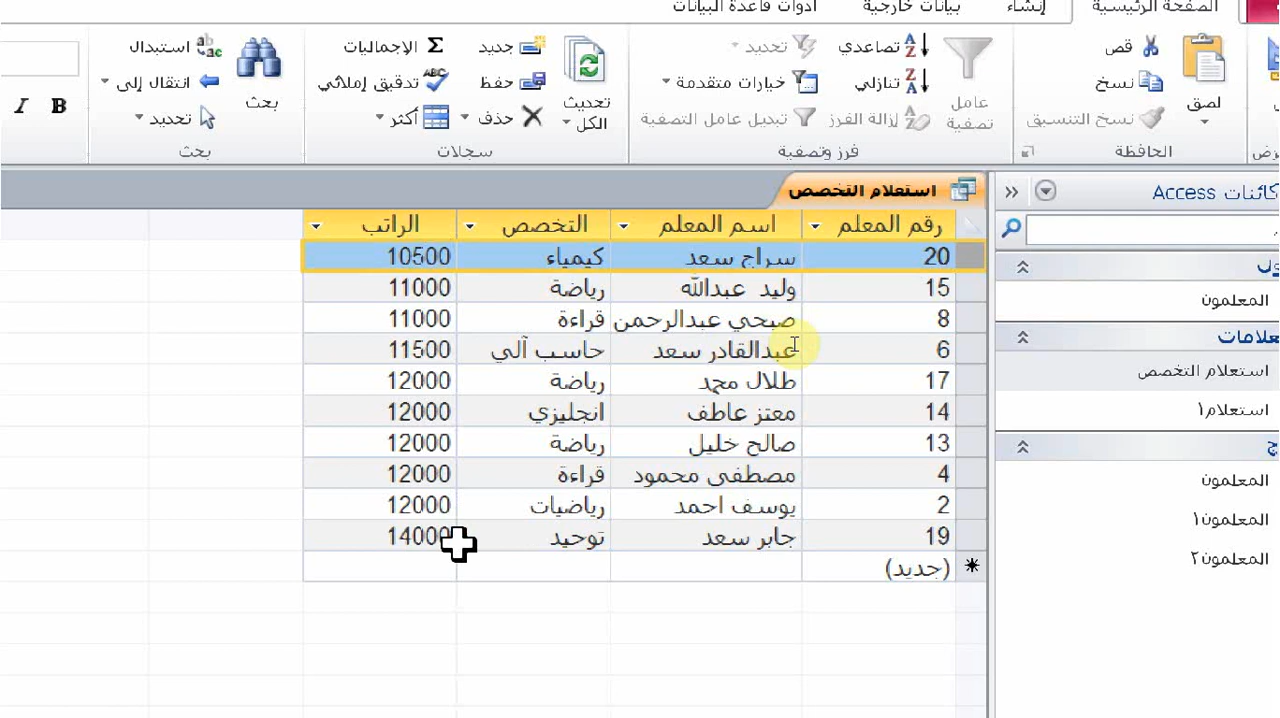 الصفحة الرئيسية إنشاء بيانات خارجية أدوات قاعدة البيانات
قص
نسخ
نسخ التنسيق
لصق
الحافظة
عامل تصفية
تصاعدي
تنازلي
إزالة الفرز
تحديد
خيارات متقدمة
تبديل عامل التصفية
فرز وتصفية
تحديث الكل
جديد
حفظ
حذف
الإجماليات
تدقيق إملائي
أكثر
سجلات
بحث
استبدال
انتقال إلى
تحديد
بحث
B I
كائنات Access
المعلمون
استعلام التخصص
استعلام١
المعلمون
المعلمون١
المعلمون٢
استعلام التخصص
رقم المعلم اسم المعلم التخصص الراتب
20 سراج سعد كيمياء 10500
15 وليد عبدالله رياضة 11000
8 صبحي عبدالرحمن قراءة 11000
6 عبدالقادر سعد حاسب آلي 11500
17 طلال محمد رياضة 12000
14 معتز عاطف انجليزي 12000
13 صالح خليل رياضة 12000
4 مصطفى محمود قراءة 12000
2 يوسف احمد رياضيات 12000
19 جابر سعد توحيد 14000
(جديد)